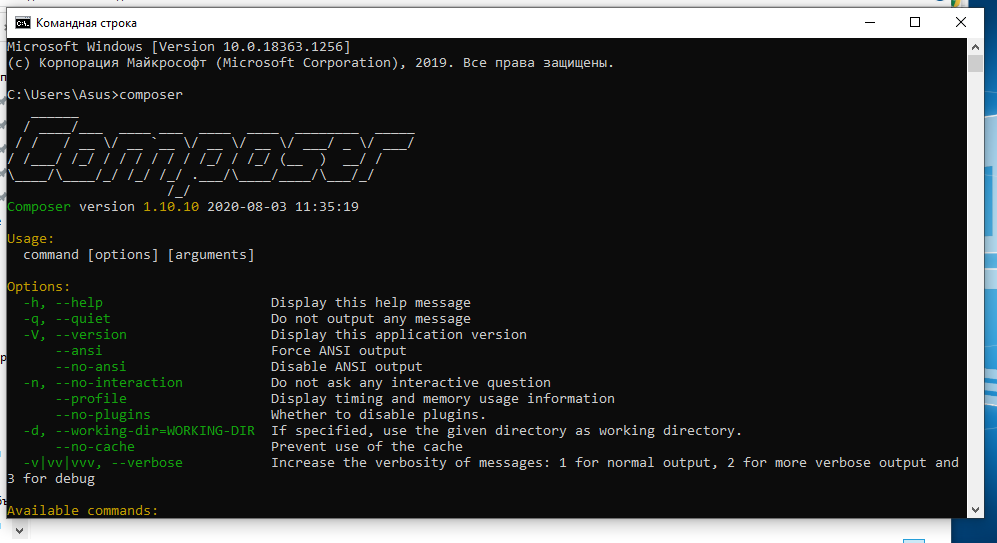 Командная строка
Microsoft Windows [Version 10.0.18363.1256]
(c) Корпорация Майкрософт (Microsoft Corporation), 2019. Все права защищены.
C:\Users\Asus>composer
Composer
Composer version 1.10.10 2020-08-03 11:35:19
Usage:
command [options] [arguments]
Options:
-h, --help Display this help message
-q, --quiet Do not output any message
-V, --version Display this application version
--ansi Force ANSI output
--no-ansi Disable ANSI output
-n, --no-interaction Do not ask any interactive question
--profile Display timing and memory usage information
--no-plugins Whether to disable plugins.
-d, --working-dir=WORKING-DIR If specified, use the given directory as working directory.
--no-cache Prevent use of the cache
-v|vv|vvv, --verbose Increase the verbosity of messages: 1 for normal output, 2 for more verbose output and
3 for debug
Available commands: